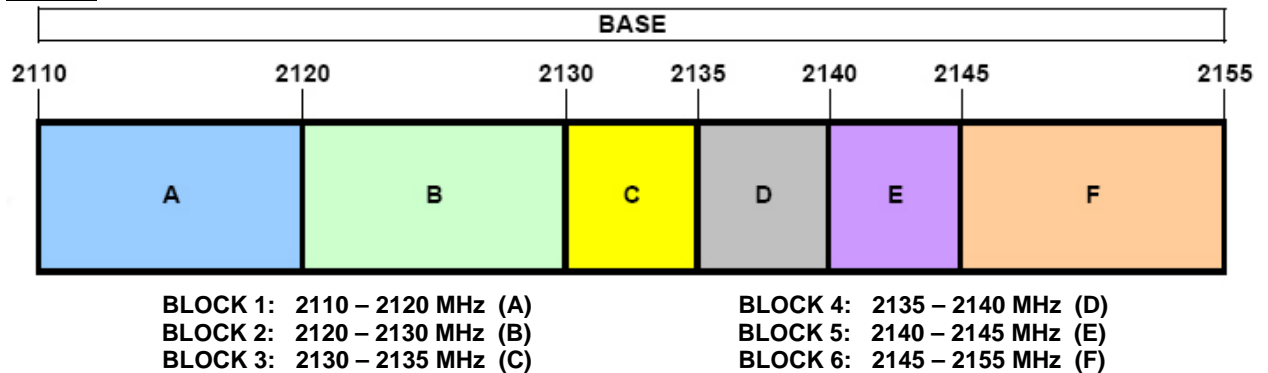 BASE
2110 2120 2130 2135 2140 2145 2155
A B C D E F
BLOCK 1: 2110 – 2120 MHz (A)
BLOCK 2: 2120 – 2130 MHz (B)
BLOCK 3: 2130 – 2135 MHz (C)
BLOCK 4: 2135 – 2140 MHz (D)
BLOCK 5: 2140 – 2145 MHz (E)
BLOCK 6: 2145 – 2155 MHz (F)